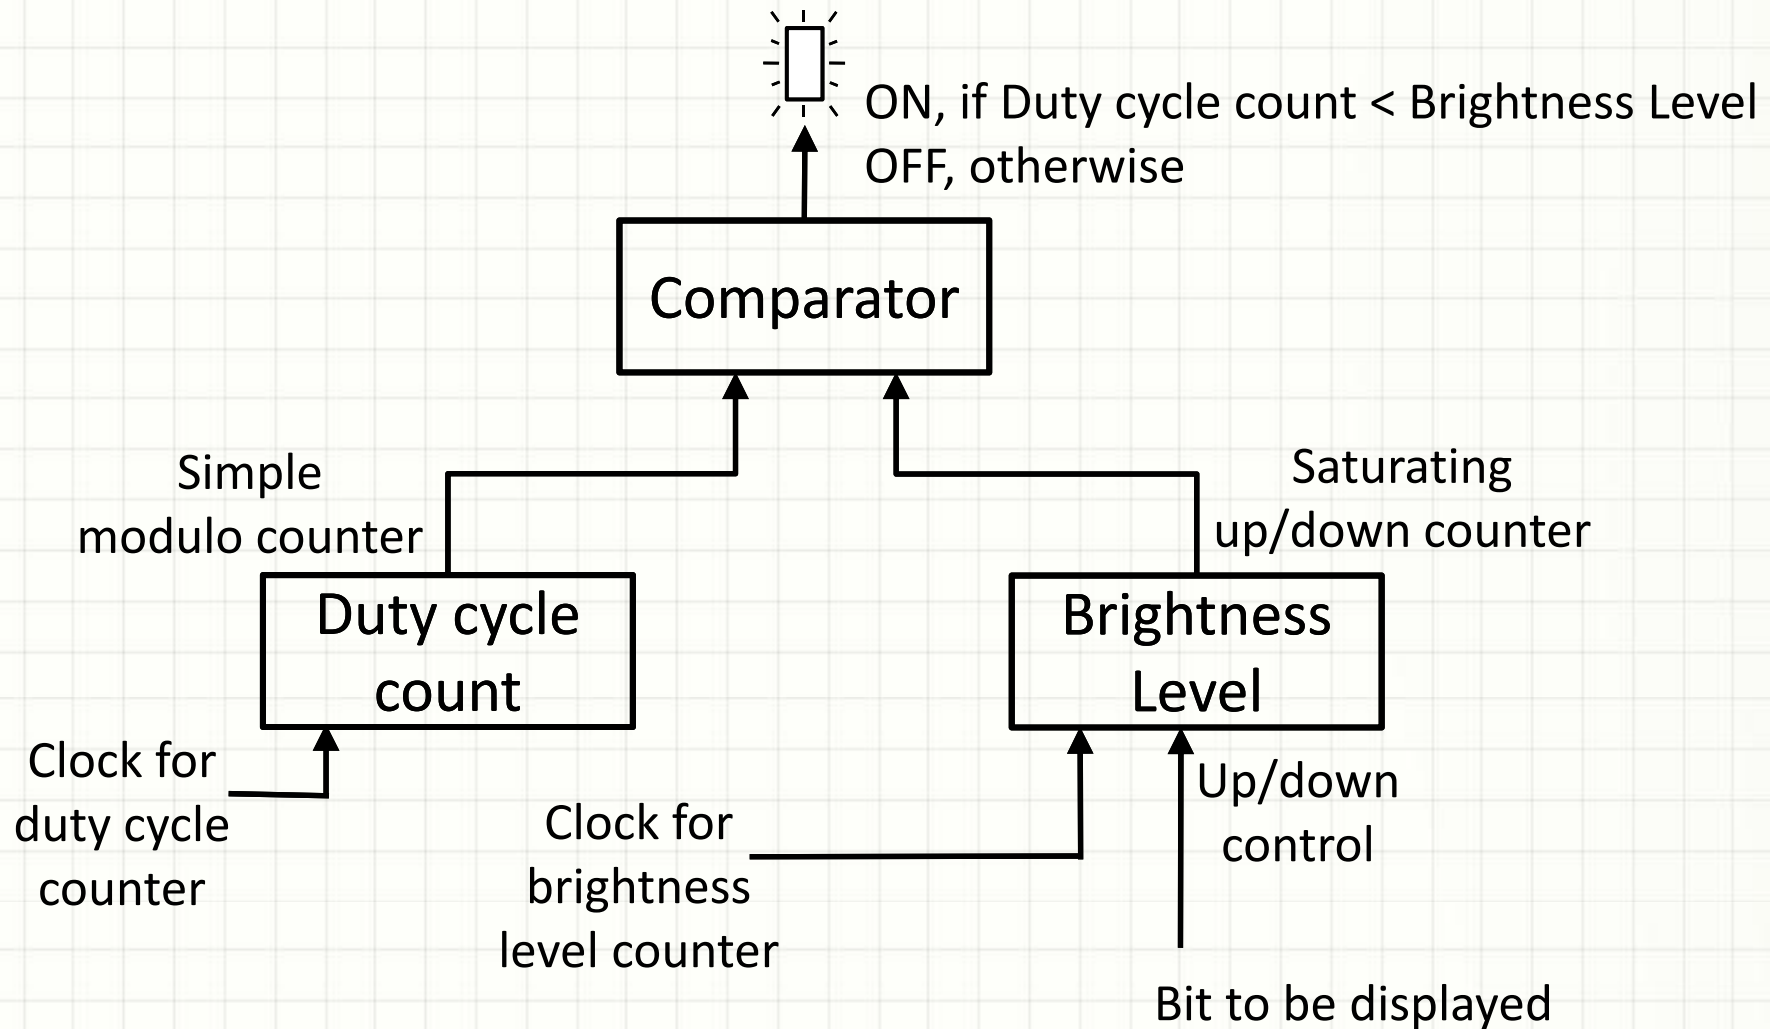 ON, if Duty cycle count < Brightness Level
OFF, otherwise
Comparator
Simple
modulo counter
Saturating
up/down counter
Duty cycle
count
Brightness
Level
Clock for
duty cycle
counter
Clock for
brightness
level counter
Up/down
control
Bit to be displayed